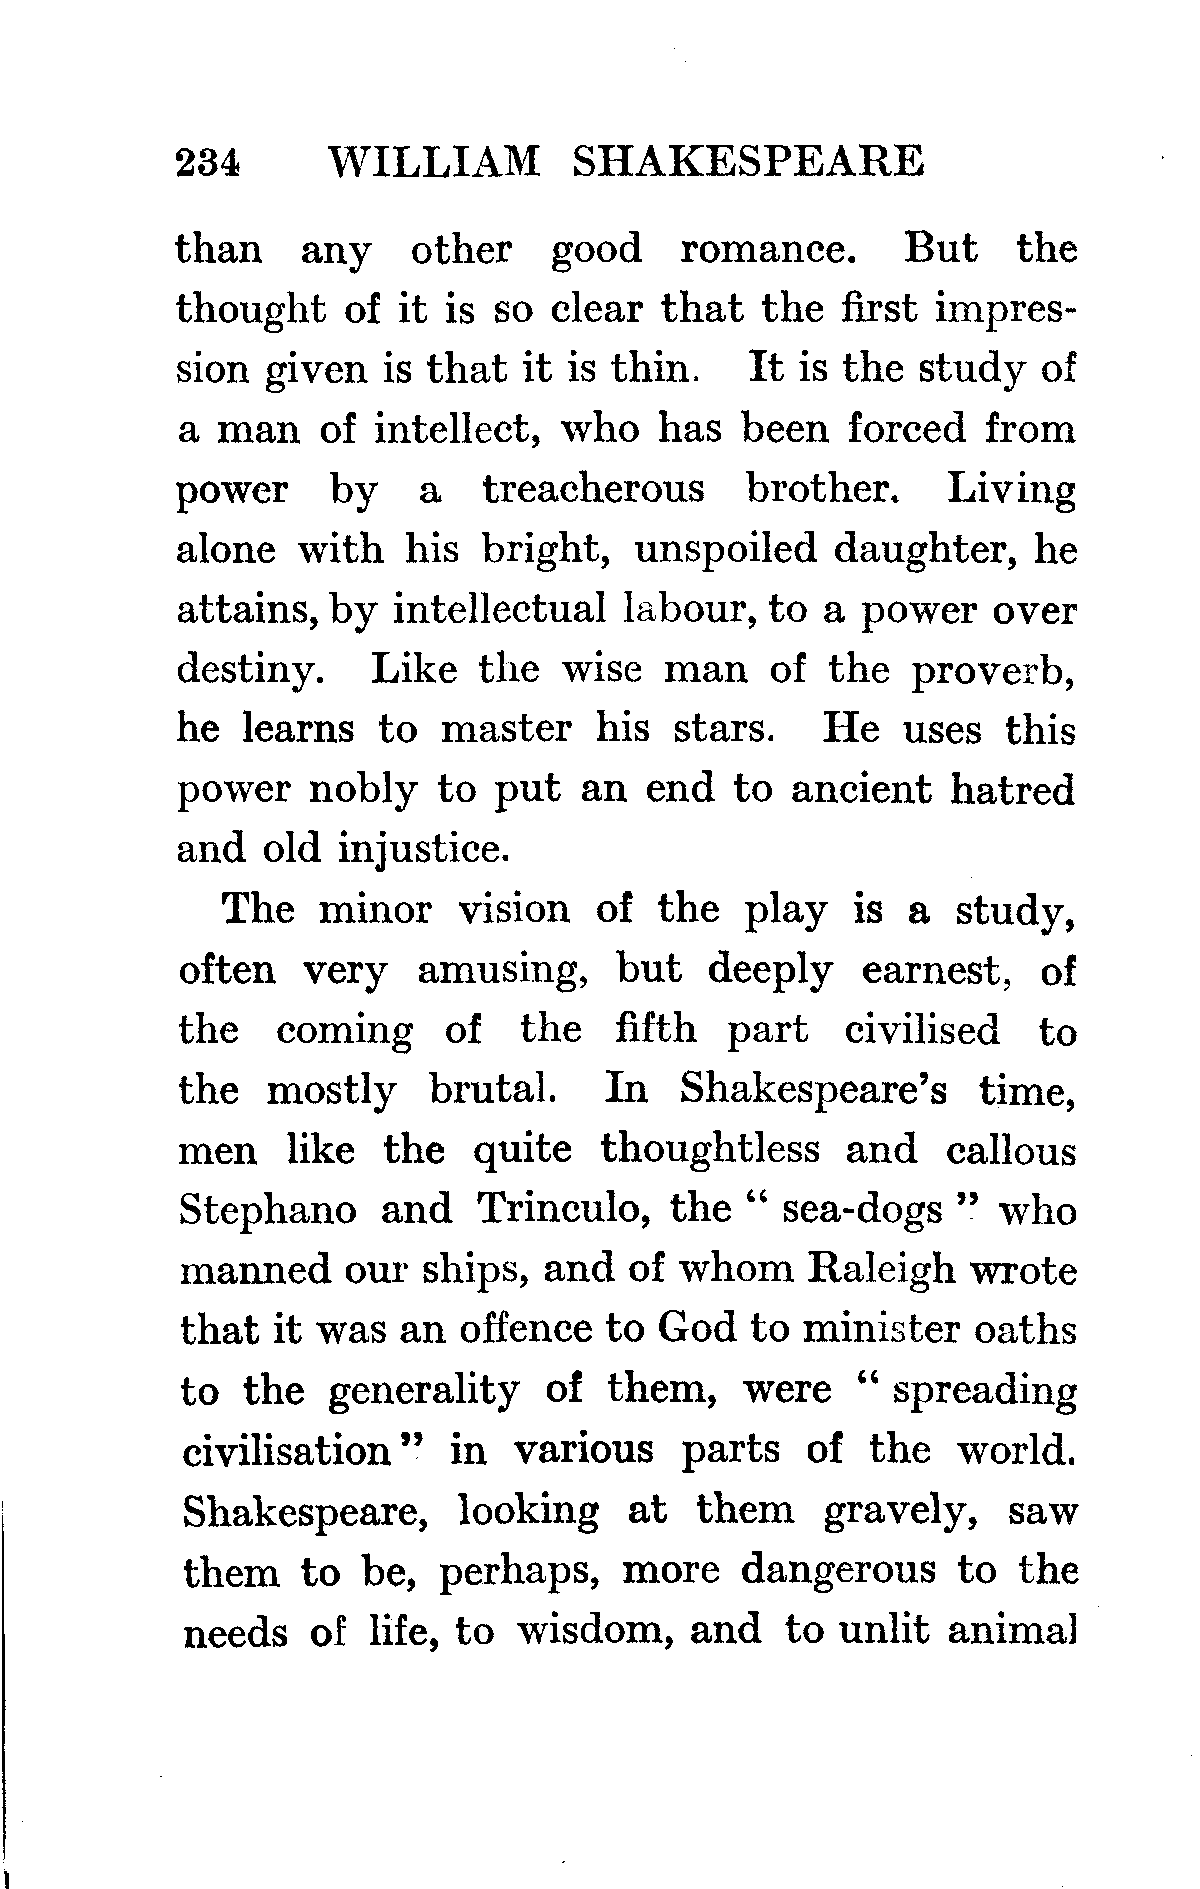 234 WILLIAM SHAKESPEARE
than any other good romance. But the
thought of it is so clear that the first impres-
sion given is that it is thin. It is the study of
a man of intellect, who has been forced from
power by a treacherous brother. Living
alone with his bright, unspoiled daughter, he
attains, by intellectual labour, to a power over
destiny. Like the wise man of the proverb,
he learns to master his stars. He uses this
power nobly to put an end to ancient hatred
and old injustice.
The minor vision of the play is a study,
often very amusing, but deeply earnest, of
the coming of the fifth part civilised to
the mostly brutal. In Shakespeare's time,
men like the quite thoughtless and callous
Stephano and Trinculo, the " sea-dogs " who
manned our ships, and of whom Raleigh wrote
that it was an offence to God to minister oaths
to the generality of them, were " spreading
civilisation " in various parts of the world.
Shakespeare, looking at them gravely, saw
them to be, perhaps, more dangerous to the
needs of life, to wisdom, and to unlit animal